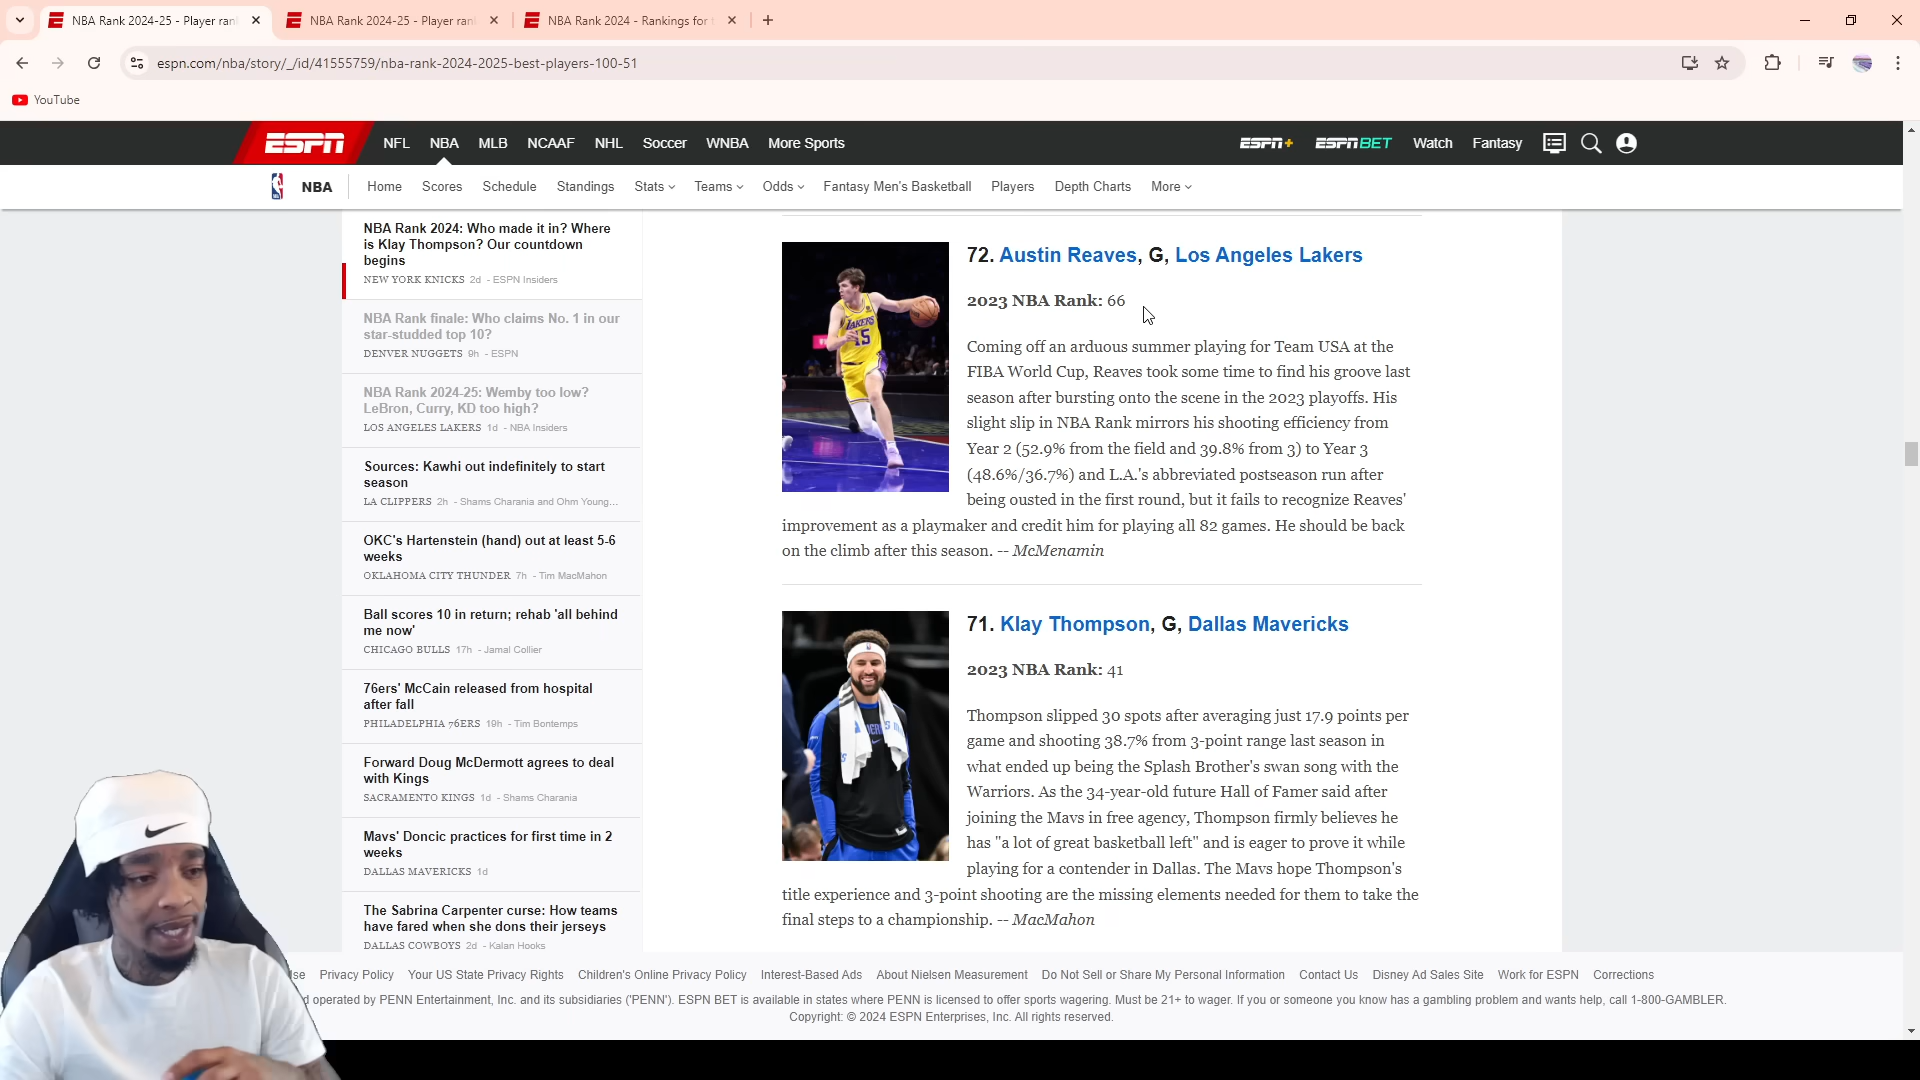 NBA Rank 2024-25 - Player ran
NBA Rank 2024-25 - Player ran
NBA Rank 2024 - Rankings for t
espn.com/nba/story/_/id/41555759/nba-rank-2024-2025-best-players-100-51
YouTube
ESPN
NFL NBA MLB NCAAF NHL Soccer WNBA More Sports
ESPN+ ESPN BET Watch Fantasy
NBA Home Scores Schedule Standings Stats Teams Odds Fantasy Men's Basketball Players Depth Charts More
NBA Rank 2024: Who made it in? Where
is Klay Thompson? Our countdown
begins
NEW YORK KNICKS 2d - ESPN Insiders
NBA Rank finale: Who claims No. 1 in our
star-studded top 10?
DENVER NUGGETS 9h - ESPN
NBA Rank 2024-25: Wemby too low?
LeBron, Curry, KD too high?
LOS ANGELES LAKERS 1d - NBA Insiders
Sources: Kawhi out indefinitely to start
season
LA CLIPPERS 2h - Shams Charania and Ohm Young...
OKC's Hartenstein (hand) out at least 5-6
weeks
OKLAHOMA CITY THUNDER 7h - Tim MacMahon
Ball scores 10 in return; rehab 'all behind
me now'
CHICAGO BULLS 17h - Jamal Collier
76ers' McCain released from hospital
after fall
PHILADELPHIA 76ERS 19h - Tim Bontemps
Forward Doug McDermott agrees to deal
with Kings
SACRAMENTO KINGS 1d - Shams Charania
Mavs' Doncic practices for first time in 2
weeks
DALLAS MAVERICKS 1d
The Sabrina Carpenter curse: How teams
have fared when she dons their jerseys
DALLAS COWBOYS 2d - Kalan Hooks
72. Austin Reaves, G, Los Angeles Lakers
2023 NBA Rank: 66
Coming off an arduous summer playing for Team USA at the
FIBA World Cup, Reaves took some time to find his groove last
season after bursting onto the scene in the 2023 playoffs. His
slight slip in NBA Rank mirrors his shooting efficiency from
Year 2 (52.9% from the field and 39.8% from 3) to Year 3
(48.6%/36.7%) and L.A.'s abbreviated postseason run after
being ousted in the first round, but it fails to recognize Reaves'
improvement as a playmaker and credit him for playing all 82 games. He should be back
on the climb after this season. -- McMenamin
LAKERS
15
71. Klay Thompson, G, Dallas Mavericks
2023 NBA Rank: 41
Thompson slipped 30 spots after averaging just 17.9 points per
game and shooting 38.7% from 3-point range last season in
what ended up being the Splash Brother's swan song with the
Warriors. As the 34-year-old future Hall of Famer said after
joining the Mavs in free agency, Thompson firmly believes he
has "a lot of great basketball left" and is eager to prove it while
playing for a contender in Dallas. The Mavs hope Thompson's
title experience and 3-point shooting are the missing elements needed for them to take the
final steps to a championship. -- MacMahon
Privacy Policy Your US State Privacy Rights Children's Online Privacy Policy Interest-Based Ads About Nielsen Measurement Do Not Sell or Share My Personal Information Contact Us Disney Ad Sales Site Work for ESPN Corrections
operated by PENN Entertainment, Inc. and its subsidiaries ('PENN'). ESPN BET is available in states where PENN is licensed to offer sports wagering. Must be 21+ to wager. If you or someone you know has a gambling problem and wants help, call 1-800-GAMBLER.
Copyright: © 2024 ESPN Enterprises, Inc. All rights reserved.